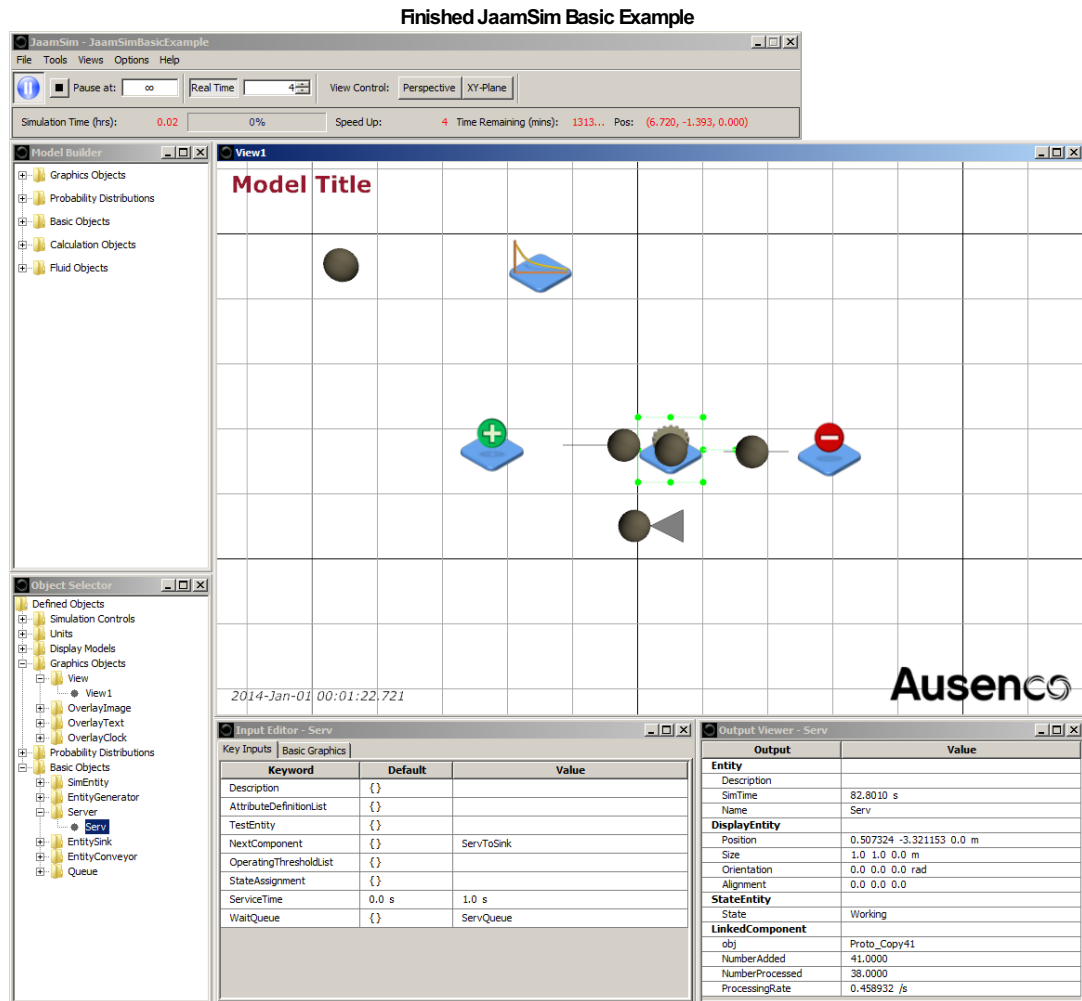 Finished JaamSim Basic Example
JaamSim - JaamSimBasicExample
File Tools Views Options Help
Pause at: ∞ Real Time 4 View Control: Perspective XY-Plane
Simulation Time (hrs): 0.02 0% Speed Up: 4 Time Remaining (mins): 1313... Pos: (6.720, -1.393, 0.000)
Model Builder
Graphics Objects
Probability Distributions
Basic Objects
Calculation Objects
Fluid Objects
View1
Model Title
2014-Jan-01 00:01:22.721
Ausenco
Object Selector
Defined Objects
Simulation Controls
Units
Display Models
Graphics Objects
View
View1
OverlayImage
OverlayText
OverlayClock
Probability Distributions
Basic Objects
SimEntity
EntityGenerator
Server
Serv
EntitySink
EntityConveyor
Queue
Input Editor - Serv
Key Inputs Basic Graphics
Keyword Default Value
Description {}
AttributeDefinitionList {}
TestEntity {}
NextComponent {} ServToSink
OperatingThresholdList {}
StateAssignment {}
ServiceTime 0.0 s 1.0 s
WaitQueue {} ServQueue
Output Viewer - Serv
Output Value
Entity
Description
SimTime 82.8010 s
Name Serv
DisplayEntity
Position 0.507324 -3.321153 0.0 m
Size 1.0 1.0 0.0 m
Orientation 0.0 0.0 0.0 rad
Alignment 0.0 0.0 0.0
StateEntity
State Working
LinkedComponent
obj Proto_Copy41
NumberAdded 41.0000
NumberProcessed 38.0000
ProcessingRate 0.458932 /s